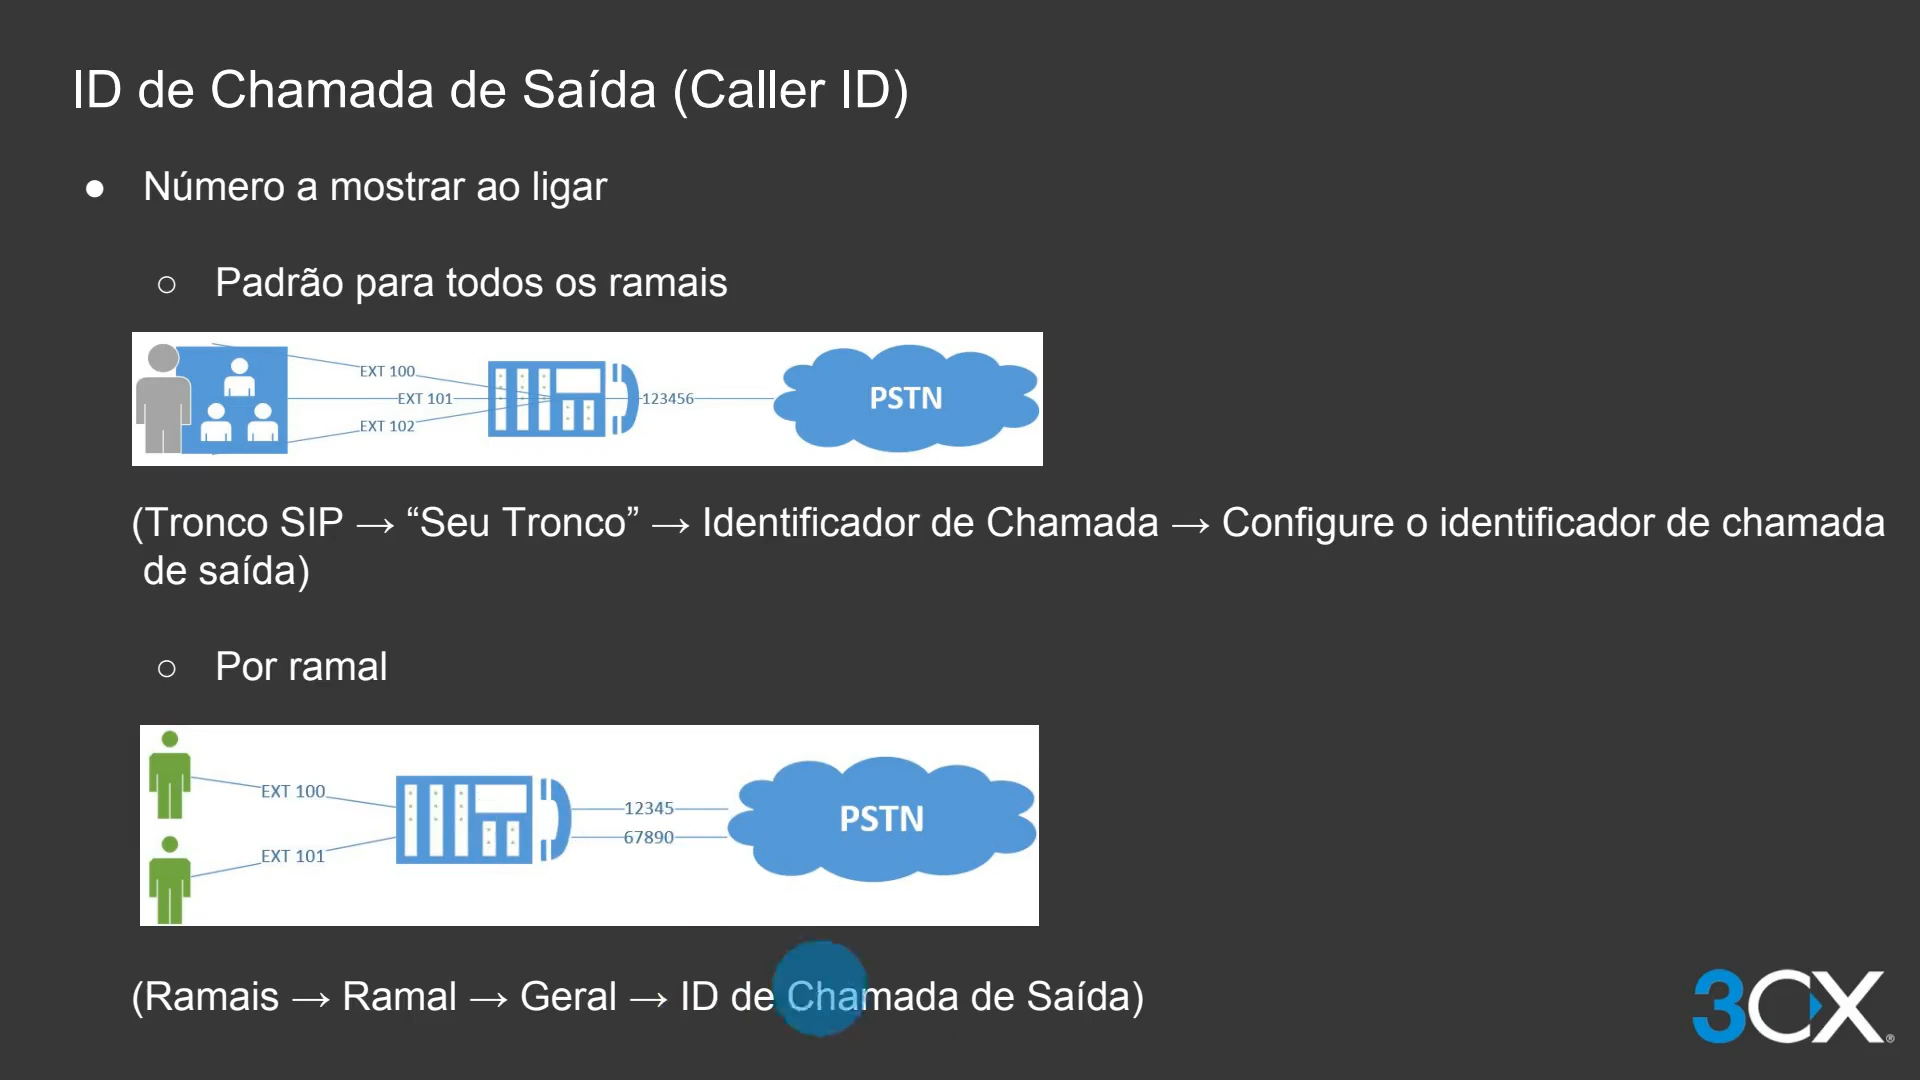 ID de Chamada de Saída (Caller ID)
● Número a mostrar ao ligar
○ Padrão para todos os ramais
EXT 100
EXT 101
EXT 102
123456
PSTN
(Tronco SIP → “Seu Tronco” → Identificador de Chamada → Configure o identificador de chamada
de saída)
○ Por ramal
EXT 100
EXT 101
12345
67890
PSTN
(Ramais → Ramal → Geral → ID de Chamada de Saída)
3CX®